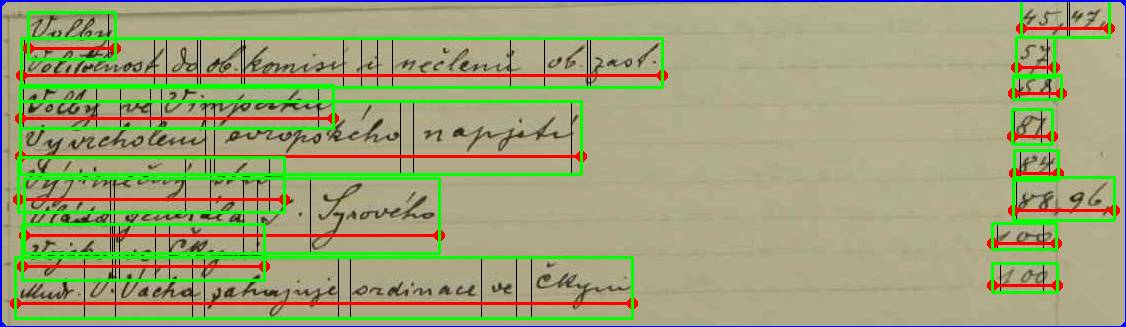 Volby 45, 47,
Volitelnost do ob. komisí i nečlenů ob. zast. 57,
Volby ve Vimperku 58
Vyvrcholení evropského napjetí 81
Výjimečný stav 84
Vláda generála J. Syrového 88, 96,
Vojsko ve Čkyni 100
Mudr. V. Vácha zahajuje ordinace ve Čkyni 100